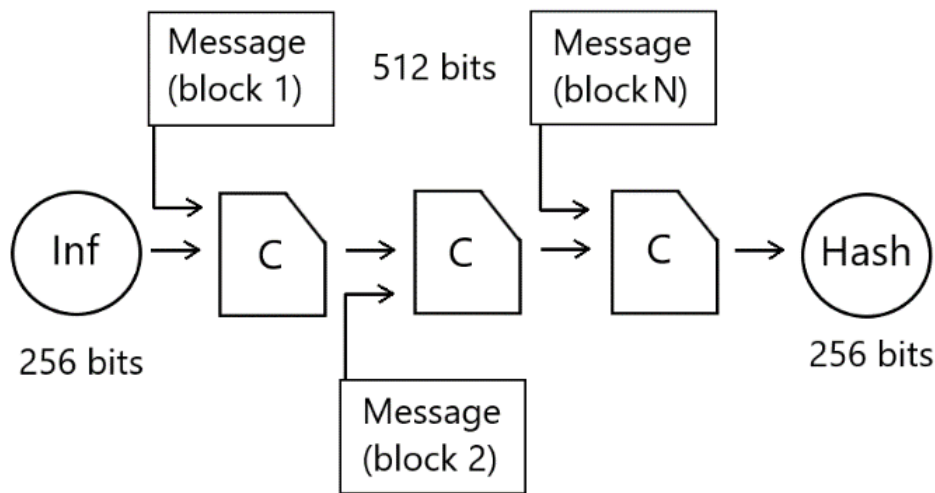 Message
(block 1)
512 bits
Message
(block N)
Inf
C
C
C
Hash
256 bits
256 bits
Message
(block 2)